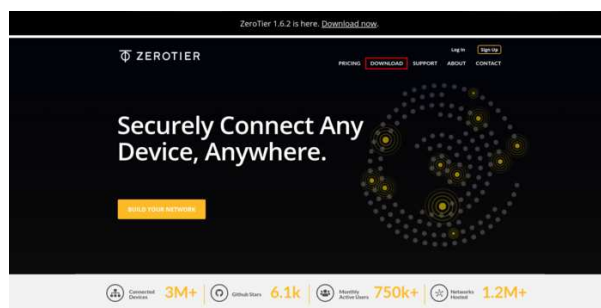 ZeroTier 1.6.2 is here. Download now.
ZEROTIER
Log In Sign Up
PRICING DOWNLOAD SUPPORT ABOUT CONTACT
Securely Connect Any
Device, Anywhere.
BUILD YOUR NETWORK
Connected Devices 3M+ Github Stars 6.1k Monthly Active Users 750k+ Networks Hosted 1.2M+